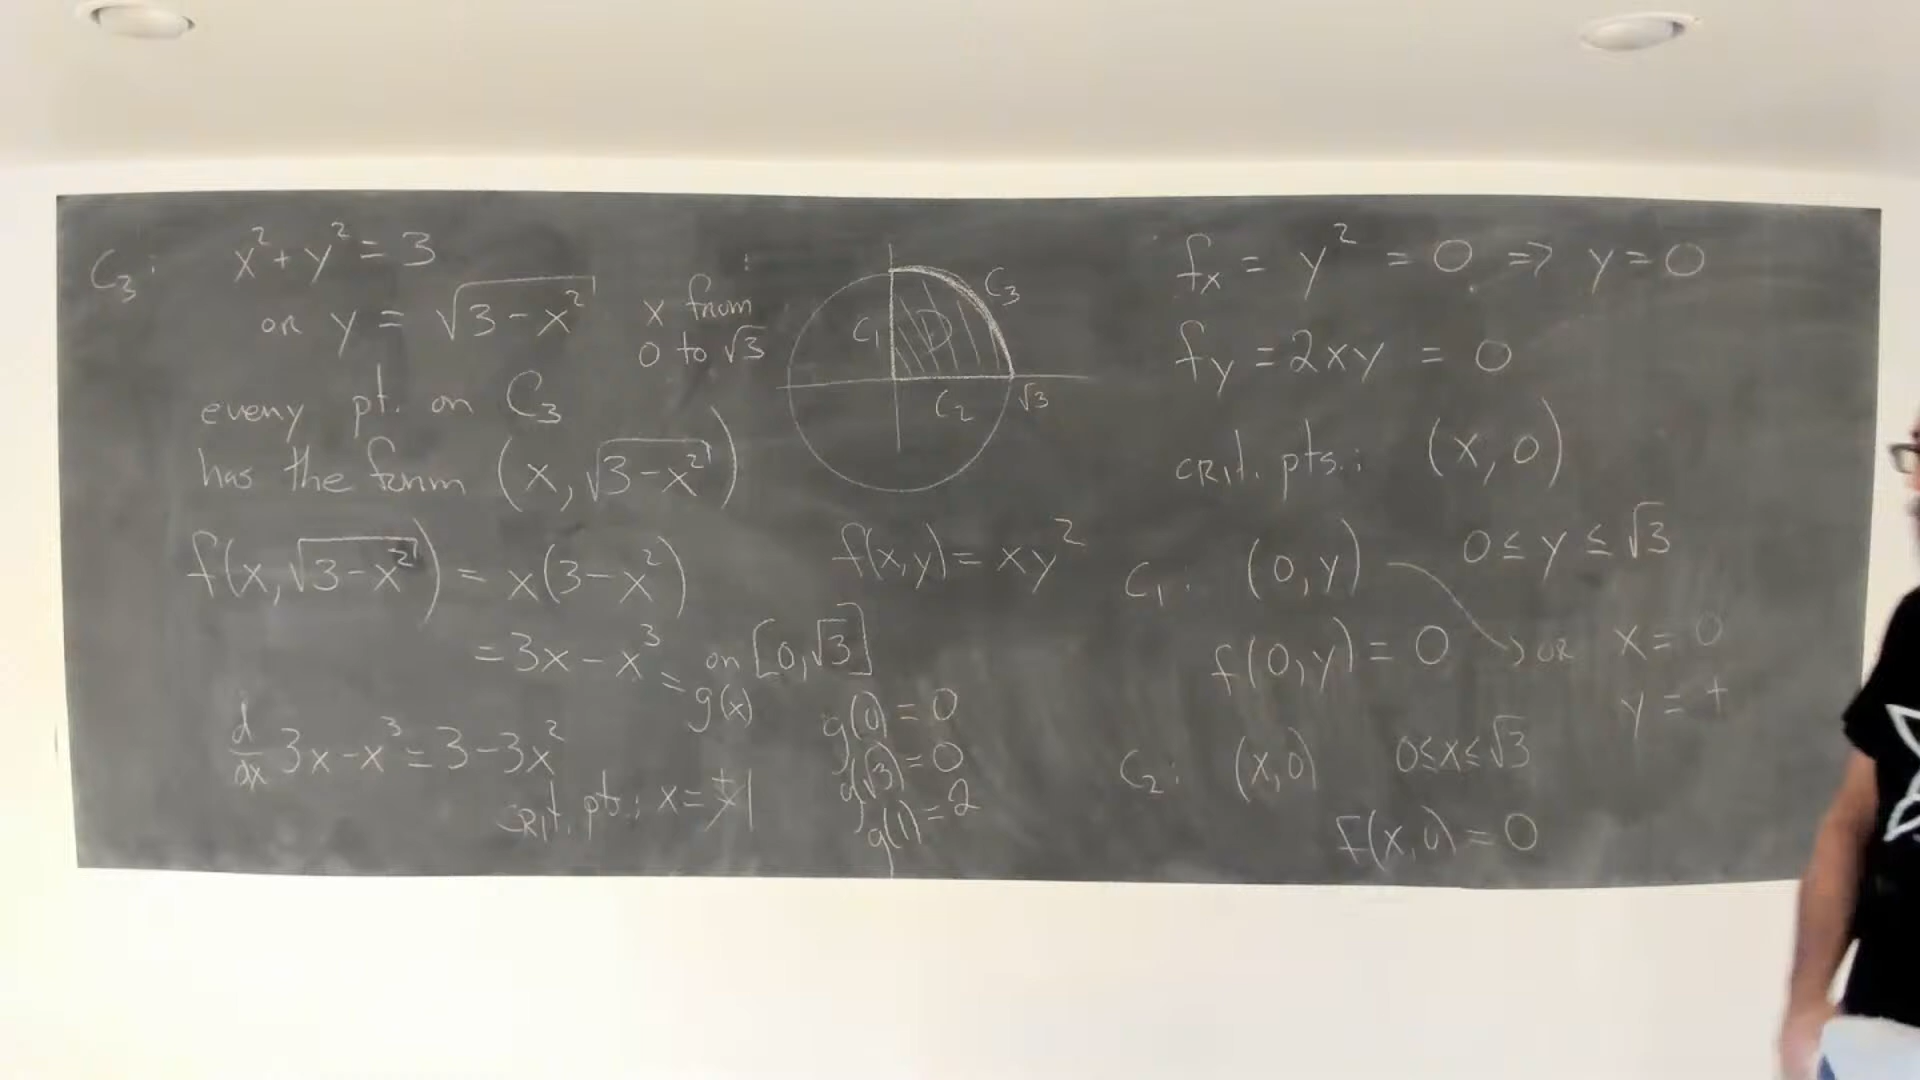 C₃: x² + y² = 3
or y = √(3 - x²) x from
0 to √3
every pt. on C₃
has the form (x, √(3 - x²))
f(x, √(3 - x²)) = x(3 - x²)
= 3x - x³ = g(x) on [0, √3]
d/dx 3x - x³ = 3 - 3x²
crit. pts.: x = ±1
g(0) = 0
g(√3) = 0
g(1) = 2
C₁
D
C₃
C₂
√3
f(x,y) = xy²
fx = y² = 0 ⇒ y = 0
fy = 2xy = 0
crit. pts.: (x, 0)
C₁: (0, y) 0 ≤ y ≤ √3
f(0, y) = 0 → or x = 0
y = t
C₂: (x, 0) 0 ≤ x ≤ √3
f(x, 0) = 0